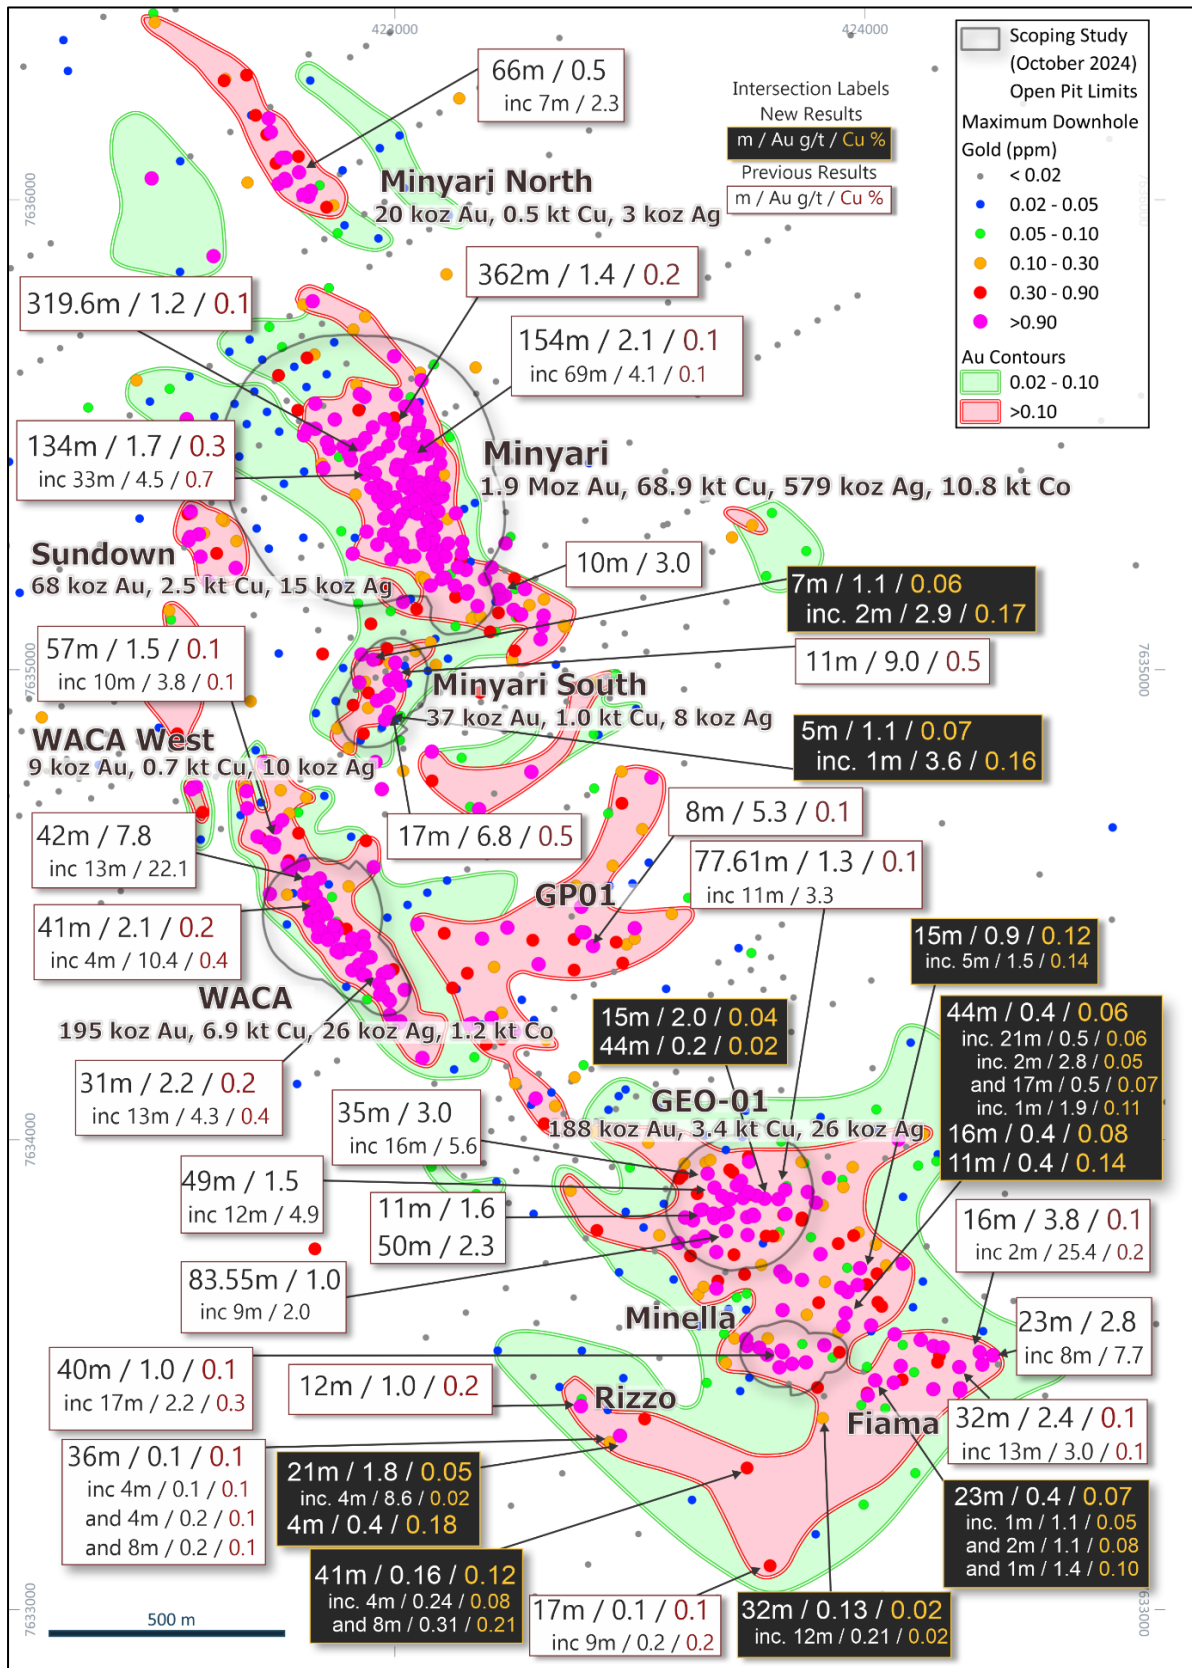 423000
424000
Scoping Study
(October 2024)
Open Pit Limits
Maximum Downhole
Gold (ppm)
< 0.02
0.02 - 0.05
0.05 - 0.10
0.10 - 0.30
0.30 - 0.90
>0.90
Au Contours
0.02 - 0.10
>0.10
Intersection Labels
New Results
m / Au g/t / Cu %
Previous Results
m / Au g/t / Cu %
66m / 0.5
inc 7m / 2.3
7636000
7636000
Minyari North
20 koz Au, 0.5 kt Cu, 3 koz Ag
362m / 1.4 / 0.2
319.6m / 1.2 / 0.1
154m / 2.1 / 0.1
inc 69m / 4.1 / 0.1
134m / 1.7 / 0.3
inc 33m / 4.5 / 0.7
Minyari
1.9 Moz Au, 68.9 kt Cu, 579 koz Ag, 10.8 kt Co
Sundown
68 koz Au, 2.5 kt Cu, 15 koz Ag
10m / 3.0
7m / 1.1 / 0.06
inc. 2m / 2.9 / 0.17
57m / 1.5 / 0.1
inc 10m / 3.8 / 0.1
11m / 9.0 / 0.5
7635000
7635000
Minyari South
37 koz Au, 1.0 kt Cu, 8 koz Ag
WACA West
9 koz Au, 0.7 kt Cu, 10 koz Ag
5m / 1.1 / 0.07
inc. 1m / 3.6 / 0.16
42m / 7.8
inc 13m / 22.1
17m / 6.8 / 0.5
8m / 5.3 / 0.1
77.61m / 1.3 / 0.1
inc 11m / 3.3
GP01
41m / 2.1 / 0.2
inc 4m / 10.4 / 0.4
15m / 0.9 / 0.12
inc. 5m / 1.5 / 0.14
WACA
195 koz Au, 6.9 kt Cu, 26 koz Ag, 1.2 kt Co
15m / 2.0 / 0.04
44m / 0.2 / 0.02
44m / 0.4 / 0.06
inc. 21m / 0.5 / 0.06
inc. 2m / 2.8 / 0.05
and 17m / 0.5 / 0.07
inc. 1m / 1.9 / 0.11
16m / 0.4 / 0.08
11m / 0.4 / 0.14
31m / 2.2 / 0.2
inc 13m / 4.3 / 0.4
35m / 3.0
inc 16m / 5.6
GEO-01
188 koz Au, 3.4 kt Cu, 26 koz Ag
7634000
7634000
49m / 1.5
inc 12m / 4.9
11m / 1.6
50m / 2.3
16m / 3.8 / 0.1
inc 2m / 25.4 / 0.2
83.55m / 1.0
inc 9m / 2.0
Minella
23m / 2.8
inc 8m / 7.7
40m / 1.0 / 0.1
inc 17m / 2.2 / 0.3
12m / 1.0 / 0.2
Rizzo
Fiama
32m / 2.4 / 0.1
inc 13m / 3.0 / 0.1
36m / 0.1 / 0.1
inc 4m / 0.1 / 0.1
and 4m / 0.2 / 0.1
and 8m / 0.2 / 0.1
21m / 1.8 / 0.05
inc. 4m / 8.6 / 0.02
4m / 0.4 / 0.18
23m / 0.4 / 0.07
inc. 1m / 1.1 / 0.05
and 2m / 1.1 / 0.08
and 1m / 1.4 / 0.10
41m / 0.16 / 0.12
inc. 4m / 0.24 / 0.08
and 8m / 0.31 / 0.21
17m / 0.1 / 0.1
inc 9m / 0.2 / 0.2
32m / 0.13 / 0.02
inc. 12m / 0.21 / 0.02
7633000
7633000
500 m